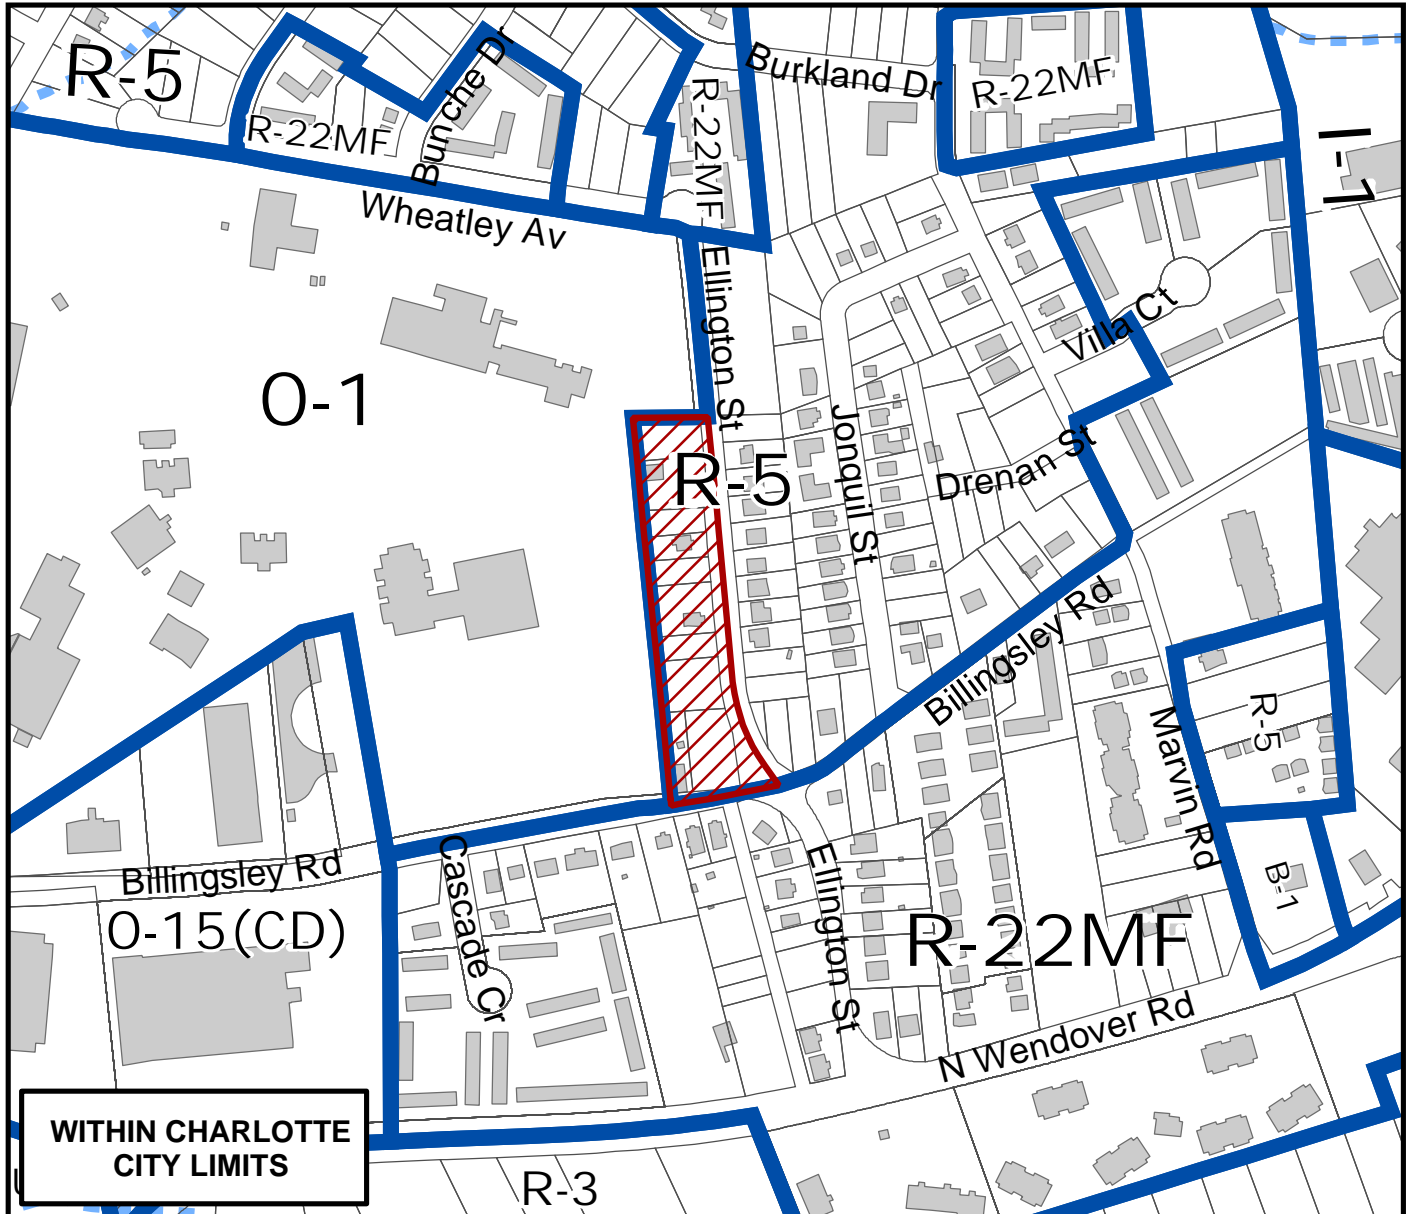 R-5
R-22MF
Bunche Dr
Wheatley Av
R-22MF
Burkland Dr
R-22MF
I-1
Ellington St
Villa Ct
O-1
R-5
Jonquil St
Drenan St
Billingsley Rd
Marvin Rd
R-5
B-1
Billingsley Rd
Cascade Cr
O-15(CD)
Ellington St
R-22MF
N Wendover Rd
WITHIN CHARLOTTE
CITY LIMITS
R-3